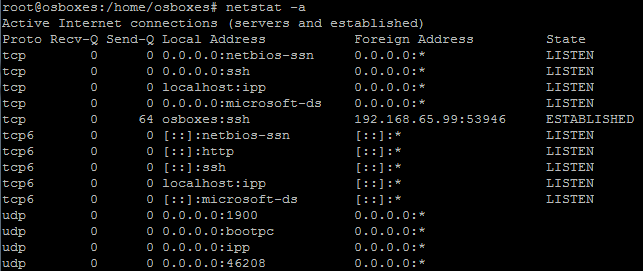 root@osboxes:/home/osboxes# netstat -a
Active Internet connections (servers and established)
Proto Recv-Q Send-Q Local Address           Foreign Address         State
tcp        0      0 0.0.0.0:netbios-ssn     0.0.0.0:*               LISTEN
tcp        0      0 0.0.0.0:ssh             0.0.0.0:*               LISTEN
tcp        0      0 localhost:ipp           0.0.0.0:*               LISTEN
tcp        0      0 0.0.0.0:microsoft-ds    0.0.0.0:*               LISTEN
tcp        0     64 osboxes:ssh             192.168.65.99:53946     ESTABLISHED
tcp6       0      0 [::]:netbios-ssn        [::]:*                  LISTEN
tcp6       0      0 [::]:http               [::]:*                  LISTEN
tcp6       0      0 [::]:ssh                [::]:*                  LISTEN
tcp6       0      0 localhost:ipp           [::]:*                  LISTEN
tcp6       0      0 [::]:microsoft-ds       [::]:*                  LISTEN
udp        0      0 0.0.0.0:1900            0.0.0.0:*
udp        0      0 0.0.0.0:bootpc          0.0.0.0:*
udp        0      0 0.0.0.0:ipp             0.0.0.0:*
udp        0      0 0.0.0.0:46208           0.0.0.0:*